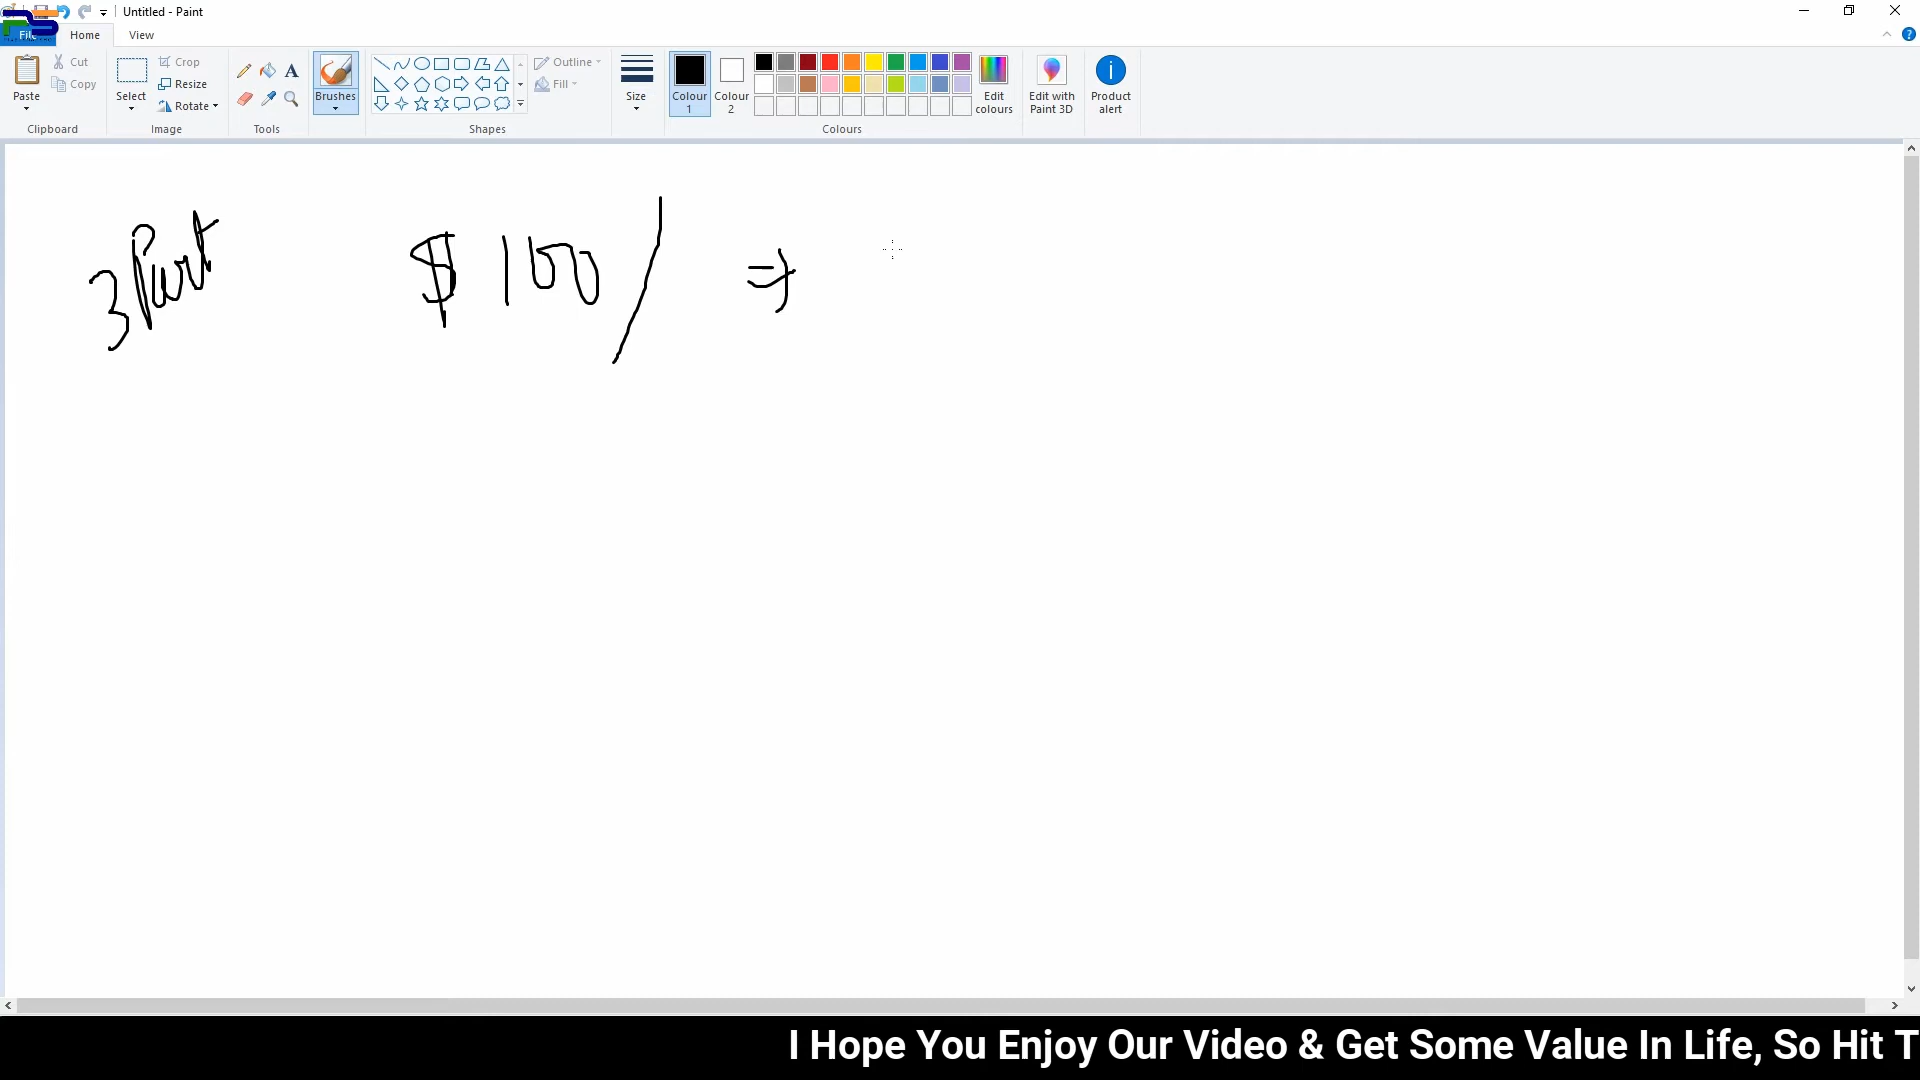 Untitled - Paint
File Home View
Paste
Cut
Copy
Clipboard
Select
Crop
Resize
Rotate
Image
Tools
Brushes
Shapes
Outline
Fill
Size
Colour 1
Colour 2
Colours
Edit colours
Edit with Paint 3D
Product alert
3 Part $ 100/ =>
I Hope You Enjoy Our Video & Get Some Value In Life, So Hit T